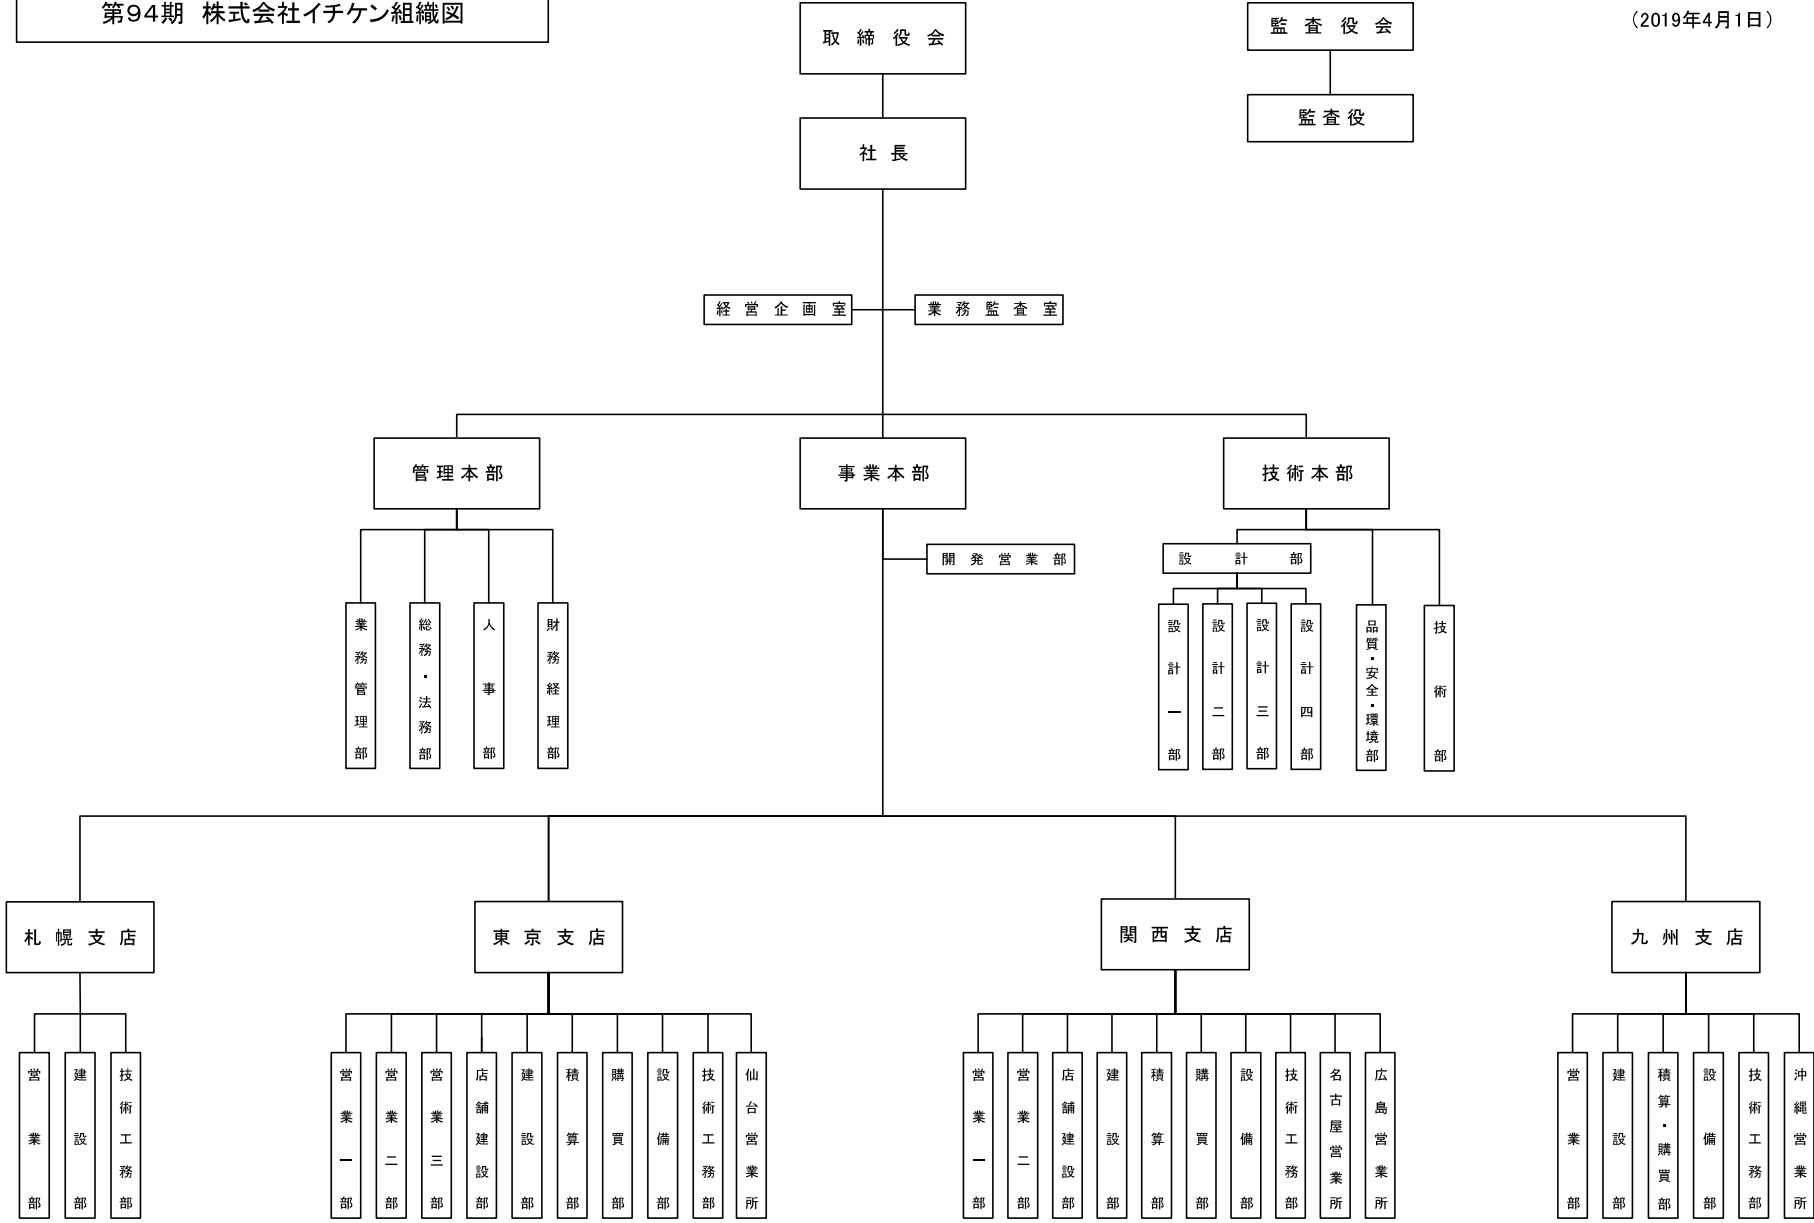 第94期 株式会社イチケン組織図
取締役会
監査役会
（2019年4月1日）
監査役
社長
経営企画室
業務監査室
管理本部
事業本部
技術本部
開発営業部
設計部
業務管理部
総務・法務部
人事部
財務経理部
設計一部
設計二部
設計三部
設計四部
品質・安全・環境部
技術部
札幌支店
東京支店
関西支店
九州支店
営業部
建設部
技術工務部
営業一部
営業二部
営業三部
店舗建設部
建設部
積算部
購買部
設備部
技術工務部
仙台営業所
営業一部
営業二部
店舗建設部
建設部
積算部
購買部
設備部
技術工務部
名古屋営業所
広島営業所
営業部
建設部
積算・購買部
設備部
技術工務部
沖縄営業所